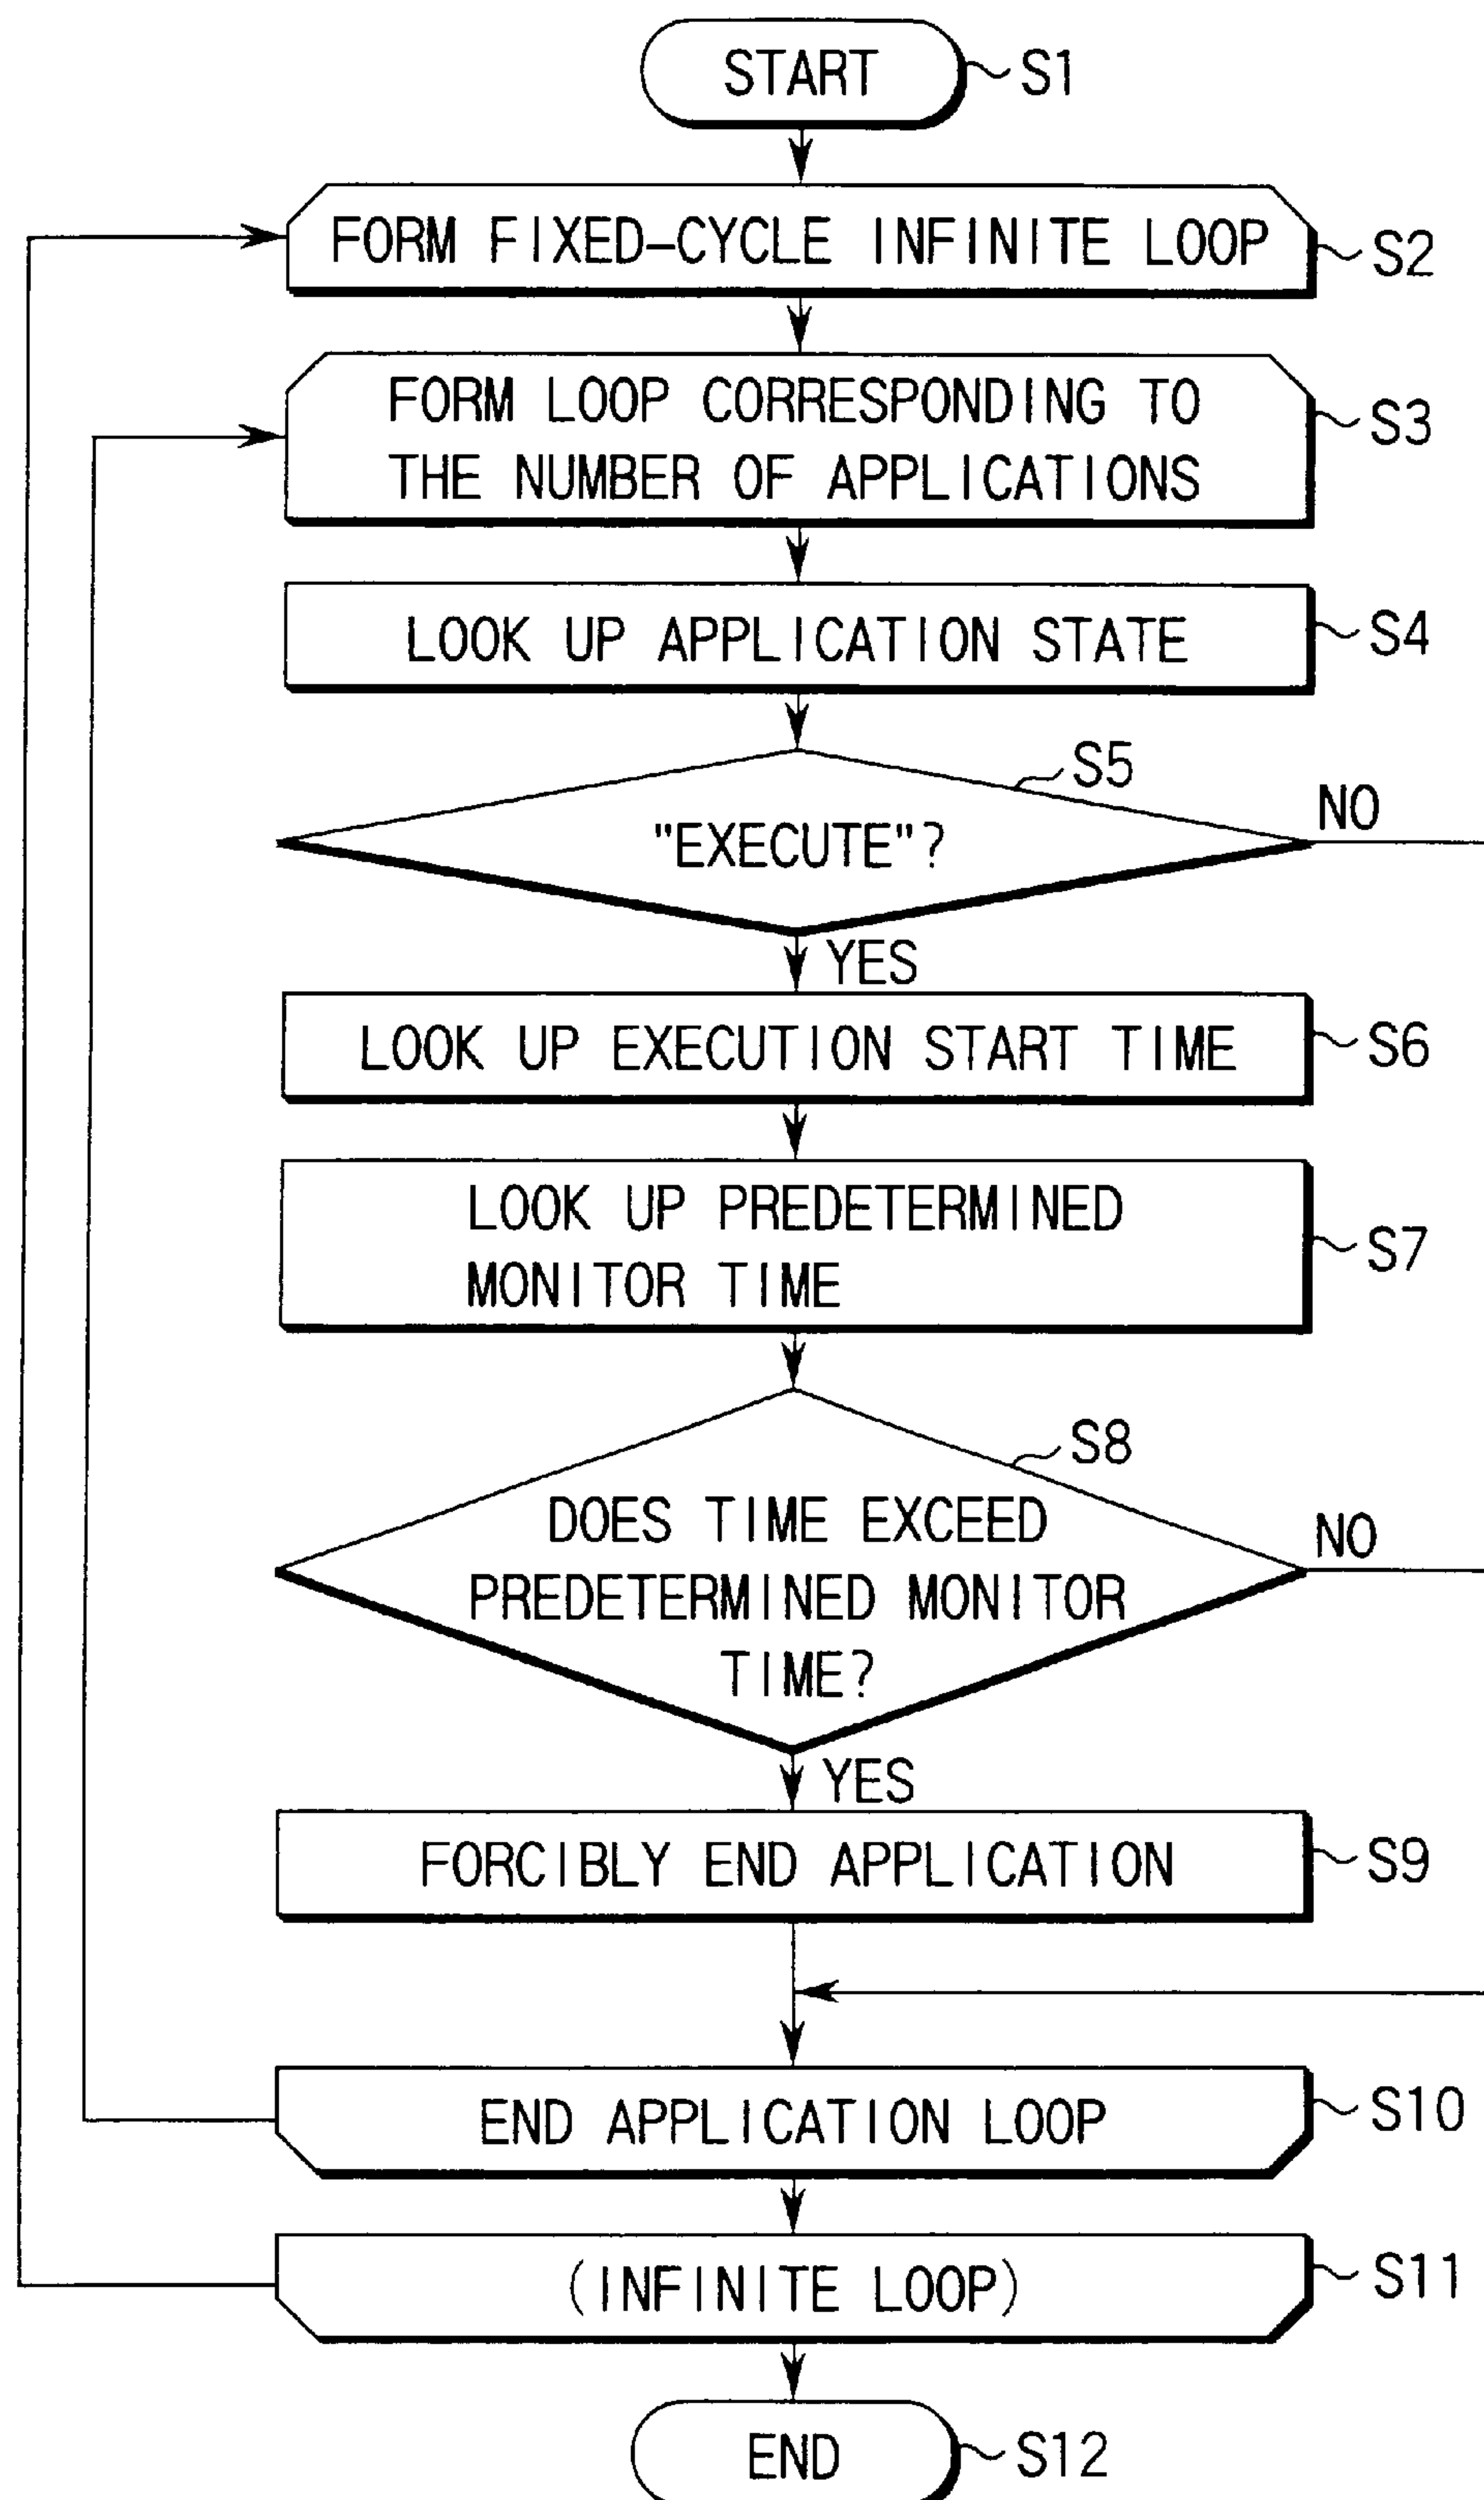 START
S1
FORM FIXED-CYCLE INFINITE LOOP
S2
FORM LOOP CORRESPONDING TO
THE NUMBER OF APPLICATIONS
S3
LOOK UP APPLICATION STATE
S4
S5
"EXECUTE"?
NO
YES
LOOK UP EXECUTION START TIME
S6
LOOK UP PREDETERMINED
MONITOR TIME
S7
S8
DOES TIME EXCEED
PREDETERMINED MONITOR
TIME?
NO
YES
FORCIBLY END APPLICATION
S9
END APPLICATION LOOP
S10
(INFINITE LOOP)
S11
END
S12